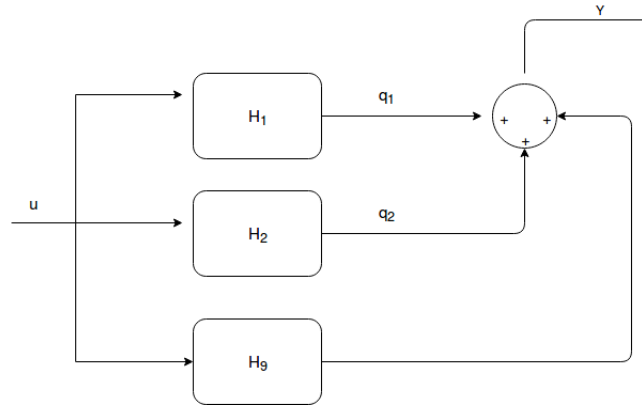 Y
q₁
H₁
+ +
+
u
q₂
H₂
H₉